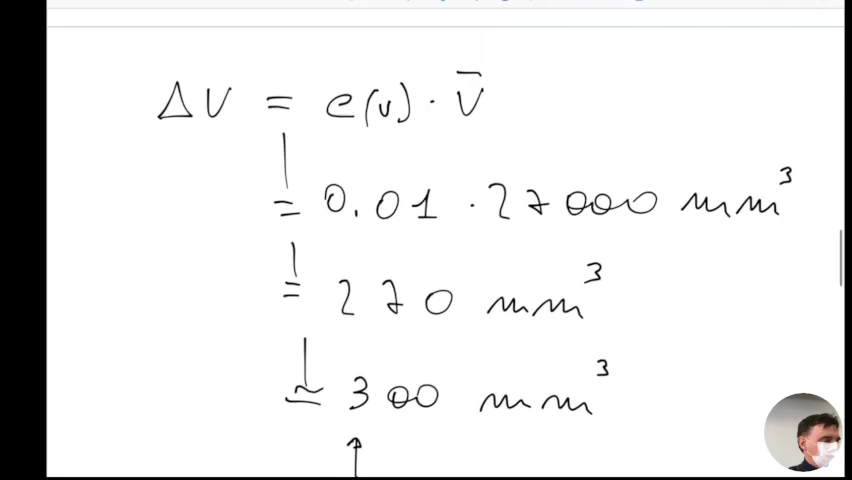 ΔV = e(v) · V̄
= 0.01 · 27000 mm³
= 270 mm³
≃ 300 mm³